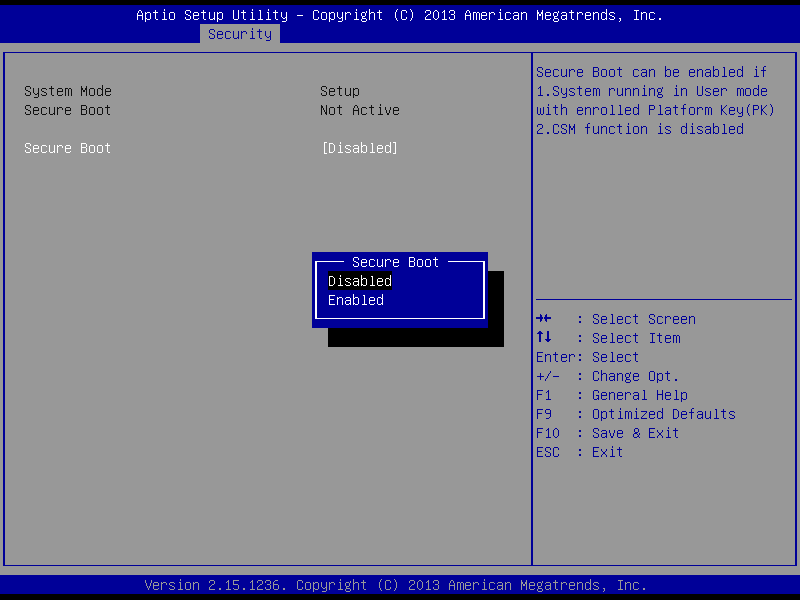 Aptio Setup Utility – Copyright (C) 2013 American Megatrends, Inc.
Security
System Mode Setup
Secure Boot Not Active
Secure Boot [Disabled]
Secure Boot
Disabled
Enabled
Secure Boot can be enabled if
1.System running in User mode
with enrolled Platform Key(PK)
2.CSM function is disabled
→← : Select Screen
↑↓ : Select Item
Enter: Select
+/- : Change Opt.
F1 : General Help
F9 : Optimized Defaults
F10 : Save & Exit
ESC : Exit
Version 2.15.1236. Copyright (C) 2013 American Megatrends, Inc.